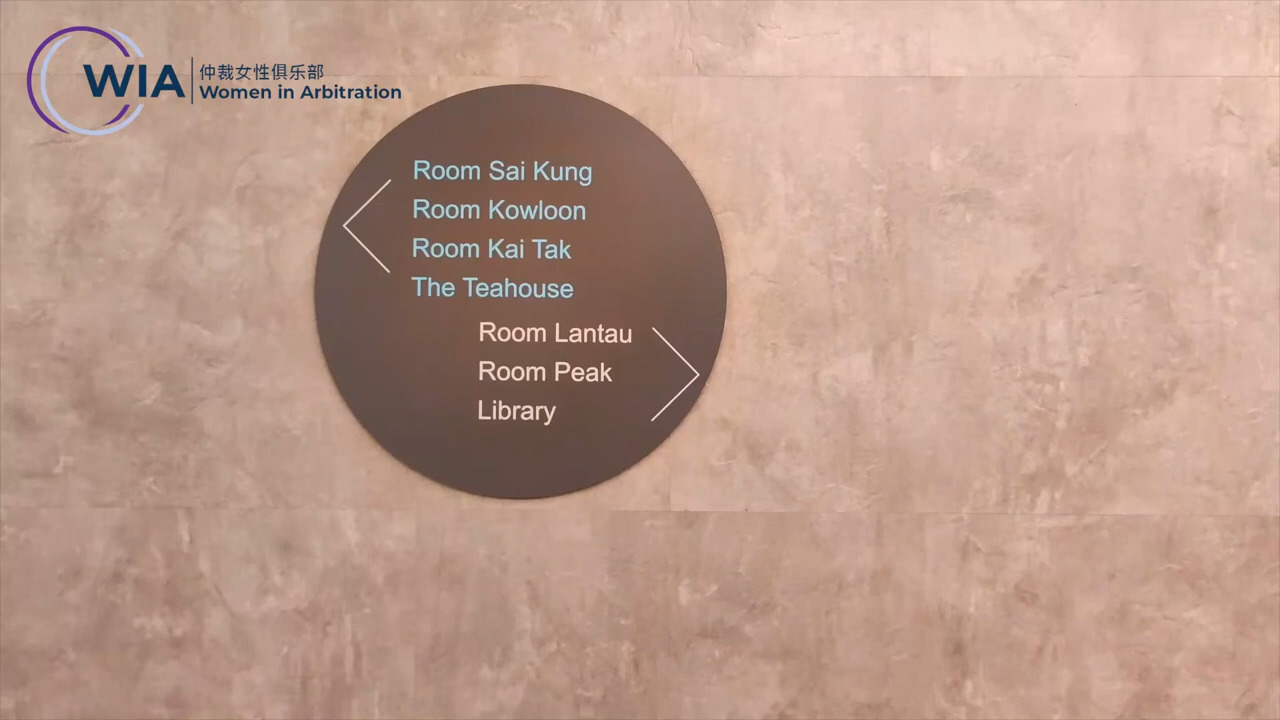 WIA
仲裁女性俱乐部
Women in Arbitration
Room Sai Kung
Room Kowloon
Room Kai Tak
The Teahouse
Room Lantau
Room Peak
Library